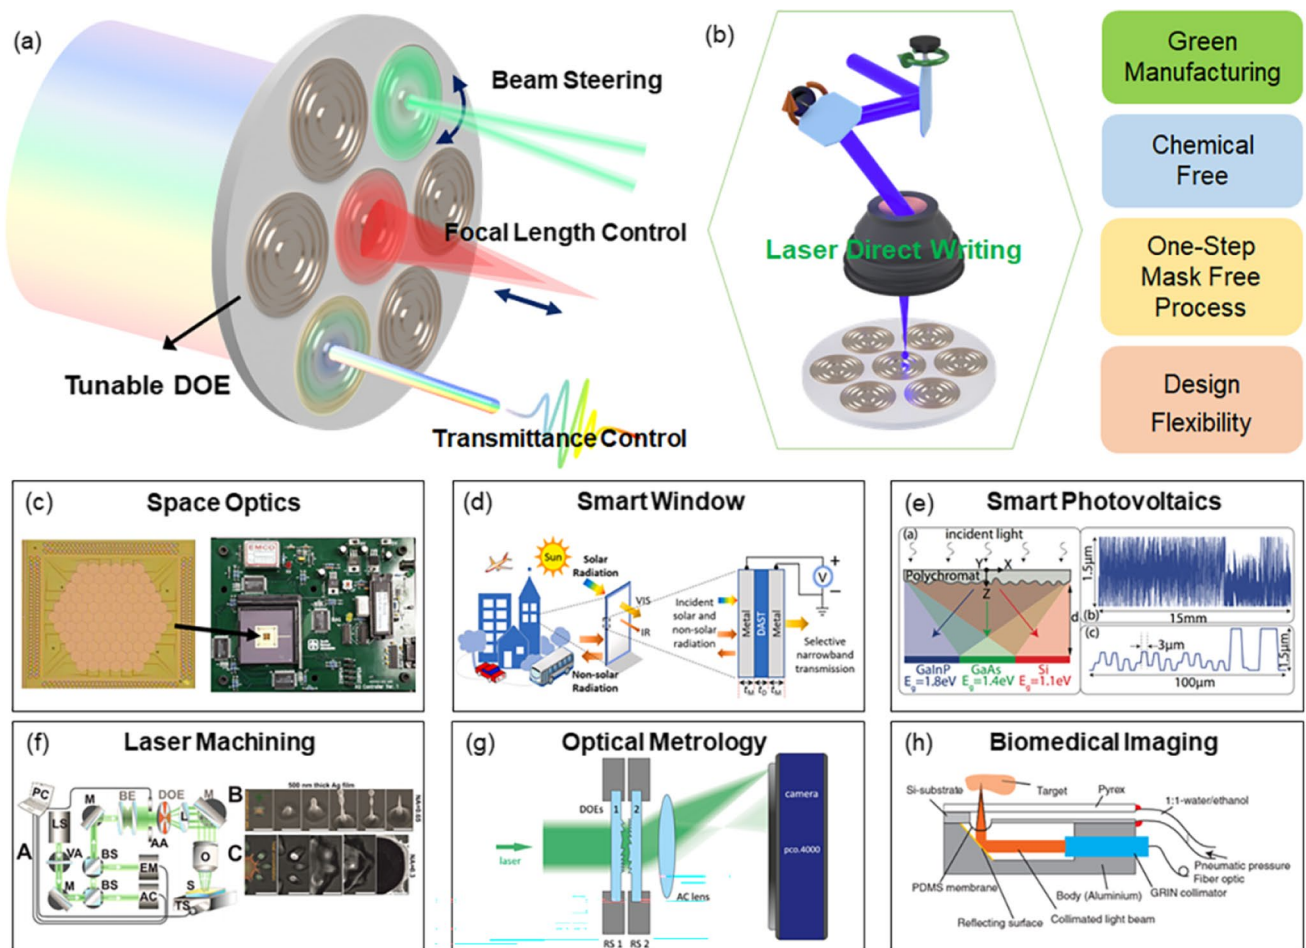 (a)
Beam Steering
Focal Length Control
Tunable DOE
Transmittance Control
(b)
Laser Direct Writing
Green
Manufacturing
Chemical
Free
One-Step
Mask Free
Process
Design
Flexibility
(c)
Space Optics
EMCO
(d)
Smart Window
Sun
Solar
Radiation
VIS
IR
Non-solar
Radiation
Incident
solar and
non-solar
radiation
Metal
DAST
Metal
V
+
−
Selective
narrowband
transmission
tM
tD
tM
(e)
Smart Photovoltaics
(a)
incident light
Y
X
Z
Polychromat
d
GaInP
Eg=1.8eV
GaAs
Eg=1.4eV
Si
Eg=1.1eV
1.5µm
(b)
15mm
(c)
3µm
1.5µm
100µm
(f)
Laser Machining
PC
LS
M
BE
DOE
M
L
AA
A
VA
BS
O
EM
M
BS
AC
S
TS
500 nm thick Ag film
B
C
(g)
Optical Metrology
DOEs
1
2
laser
AC lens
RS 1
RS 2
camera
pco.4000
(h)
Biomedical Imaging
Target
Si-substrate
Pyrex
1:1-water/ethanol
Pneumatic pressure
Fiber optic
GRIN collimator
PDMS membrane
Body (Aluminium)
Reflecting surface
Collimated light beam